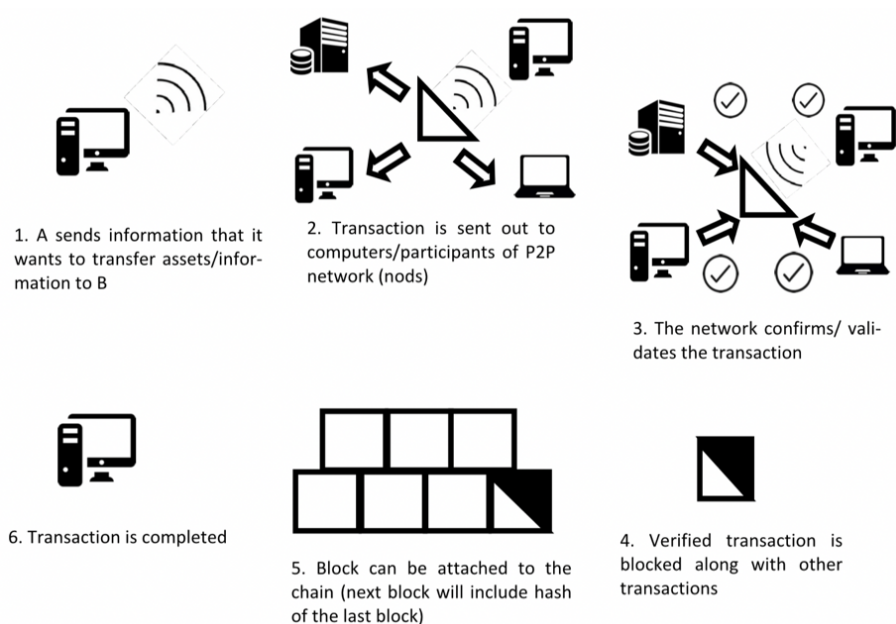 1. A sends information that it
wants to transfer assets/infor-
mation to B
2. Transaction is sent out to
computers/participants of P2P
network (nods)
3. The network confirms/ vali-
dates the transaction
4. Verified transaction is
blocked along with other
transactions
5. Block can be attached to the
chain (next block will include hash
of the last block)
6. Transaction is completed